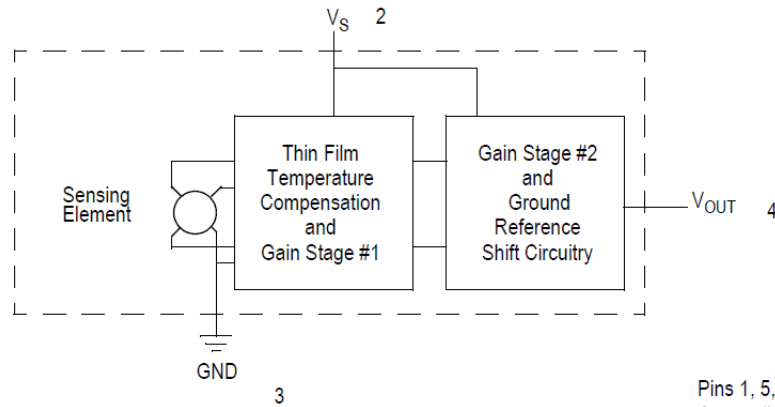 VS 2
Thin Film
Temperature
Compensation
and
Gain Stage #1
Gain Stage #2
and
Ground
Reference
Shift Circuitry
Sensing
Element
VOUT 4
GND
3
Pins 1, 5,